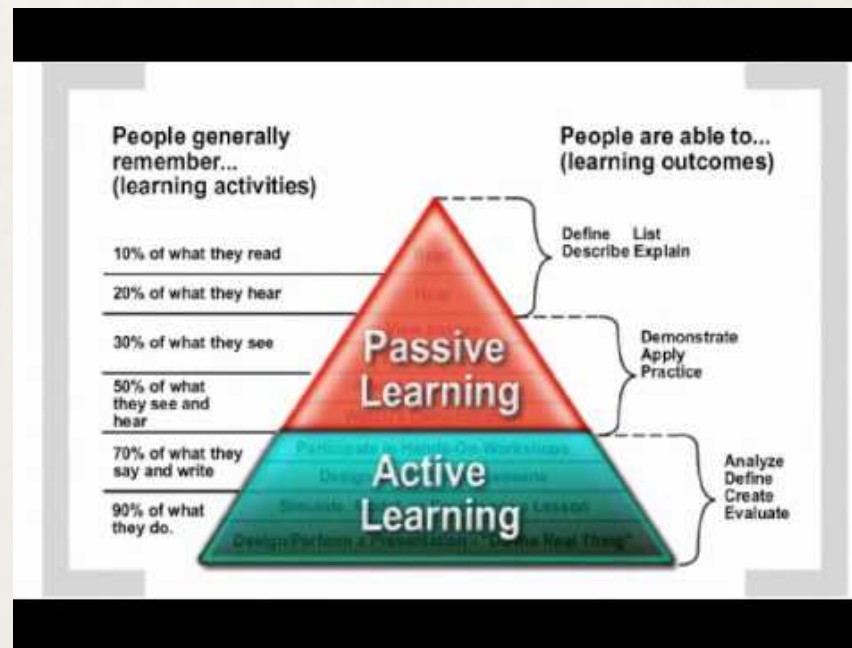 People generally
remember...
(learning activities)
People are able to...
(learning outcomes)
10% of what they read
20% of what they hear
30% of what they see
50% of what
they see and
hear
70% of what they
say and write
90% of what
they do.
Read
Hear
Passive
Learning
Participate in Hands-On Workshops
Active
Learning
Lesson
Design/Perform a Presentation - "Do the Real Thing"
Define List
Describe Explain
Demonstrate
Apply
Practice
Analyze
Define
Create
Evaluate